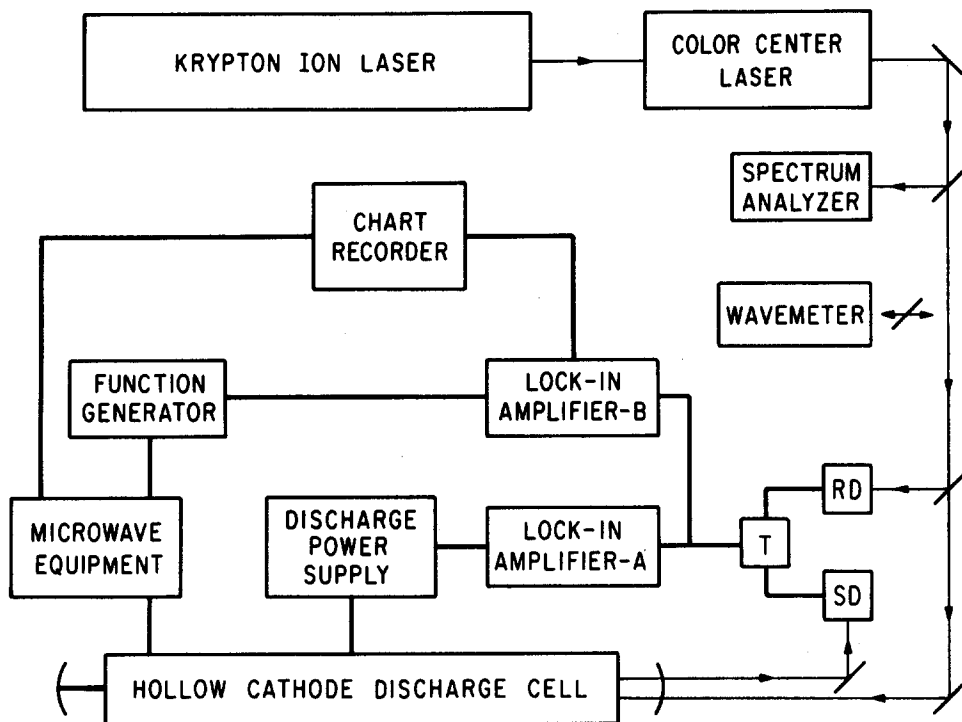 KRYPTON ION LASER
COLOR CENTER
LASER
SPECTRUM
ANALYZER
CHART
RECORDER
WAVEMETER
FUNCTION
GENERATOR
LOCK-IN
AMPLIFIER-B
RD
MICROWAVE
EQUIPMENT
DISCHARGE
POWER
SUPPLY
LOCK-IN
AMPLIFIER-A
T
SD
HOLLOW CATHODE DISCHARGE CELL